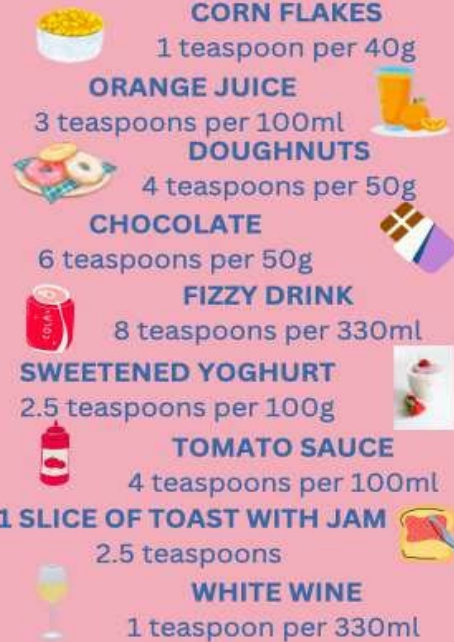 CORN FLAKES
1 teaspoon per 40g
ORANGE JUICE
3 teaspoons per 100ml
DOUGHNUTS
4 teaspoons per 50g
CHOCOLATE
6 teaspoons per 50g
FIZZY DRINK
COLA
8 teaspoons per 330ml
SWEETENED YOGHURT
2.5 teaspoons per 100g
TOMATO SAUCE
4 teaspoons per 100ml
1 SLICE OF TOAST WITH JAM
2.5 teaspoons
WHITE WINE
1 teaspoon per 330ml